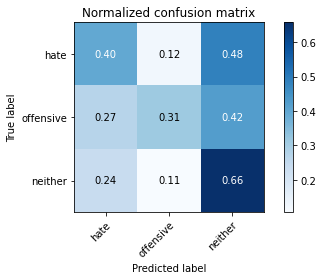 Normalized confusion matrix
True label
hate
0.40 0.12 0.48
offensive
0.27 0.31 0.42
neither
0.24 0.11 0.66
hate
offensive
neither
Predicted label
0.6
0.5
0.4
0.3
0.2